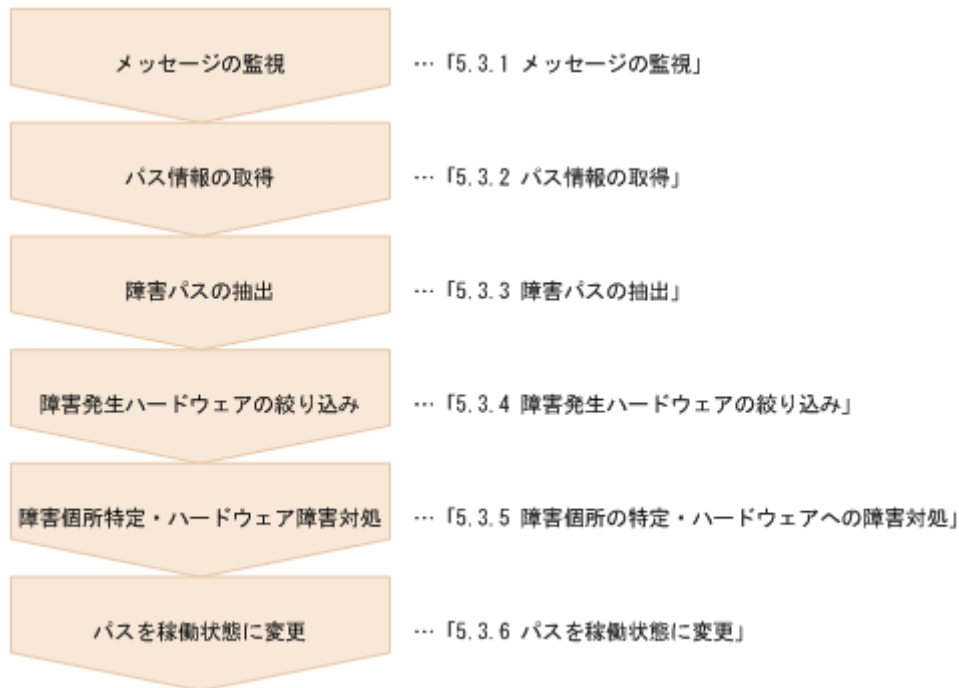 メッセージの監視 … 「5.3.1 メッセージの監視」
パス情報の取得 … 「5.3.2 パス情報の取得」
障害パスの抽出 … 「5.3.3 障害パスの抽出」
障害発生ハードウェアの絞り込み … 「5.3.4 障害発生ハードウェアの絞り込み」
障害個所特定・ハードウェア障害対処 … 「5.3.5 障害個所の特定・ハードウェアへの障害対処」
パスを稼働状態に変更 … 「5.3.6 パスを稼働状態に変更」